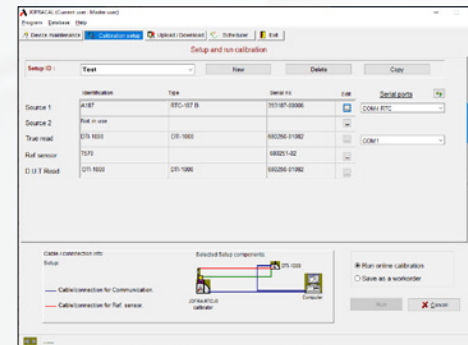 JOFRACAL (Current user : Master user)
Program Database Help
Device maintenance Calibration setup Upload / Download Scheduler Exit
Setup and run calibration
Setup ID : Test New Delete Copy
Identification Type Serial no Edit Serial ports
Source 1 A187 RTC-187 B COM4 RTC
Source 2 Not in use
True read DTI-1000 DTI-1000 COM1
Ref sensor
D.U.T Read DTI-1000 DTI-1000
Cable / connection info Selected Setup components
Setup: DTI-1000
Cable/connection for Communication.
Cable/connection for Ref. sensor.
JOFRA RTC-B calibrator Computer
Run online calibration
Save as a workorder
Run Cancel